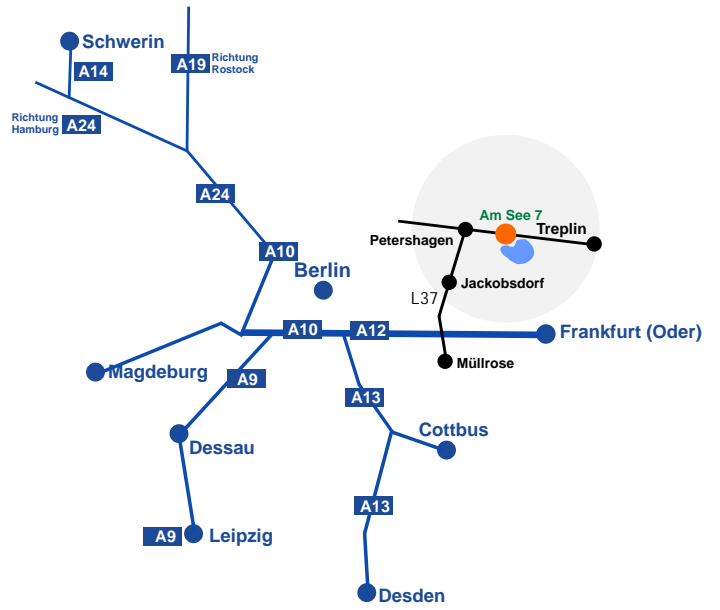 Schwerin
A14
A19
Richtung
Rostock
Richtung
Hamburg
A24
A24
Am See 7
Treplin
Petershagen
A10
Berlin
Jackobsdorf
L37
A10
A12
Frankfurt (Oder)
Müllrose
Magdeburg
A9
A13
Cottbus
Dessau
A13
A9
Leipzig
Desden